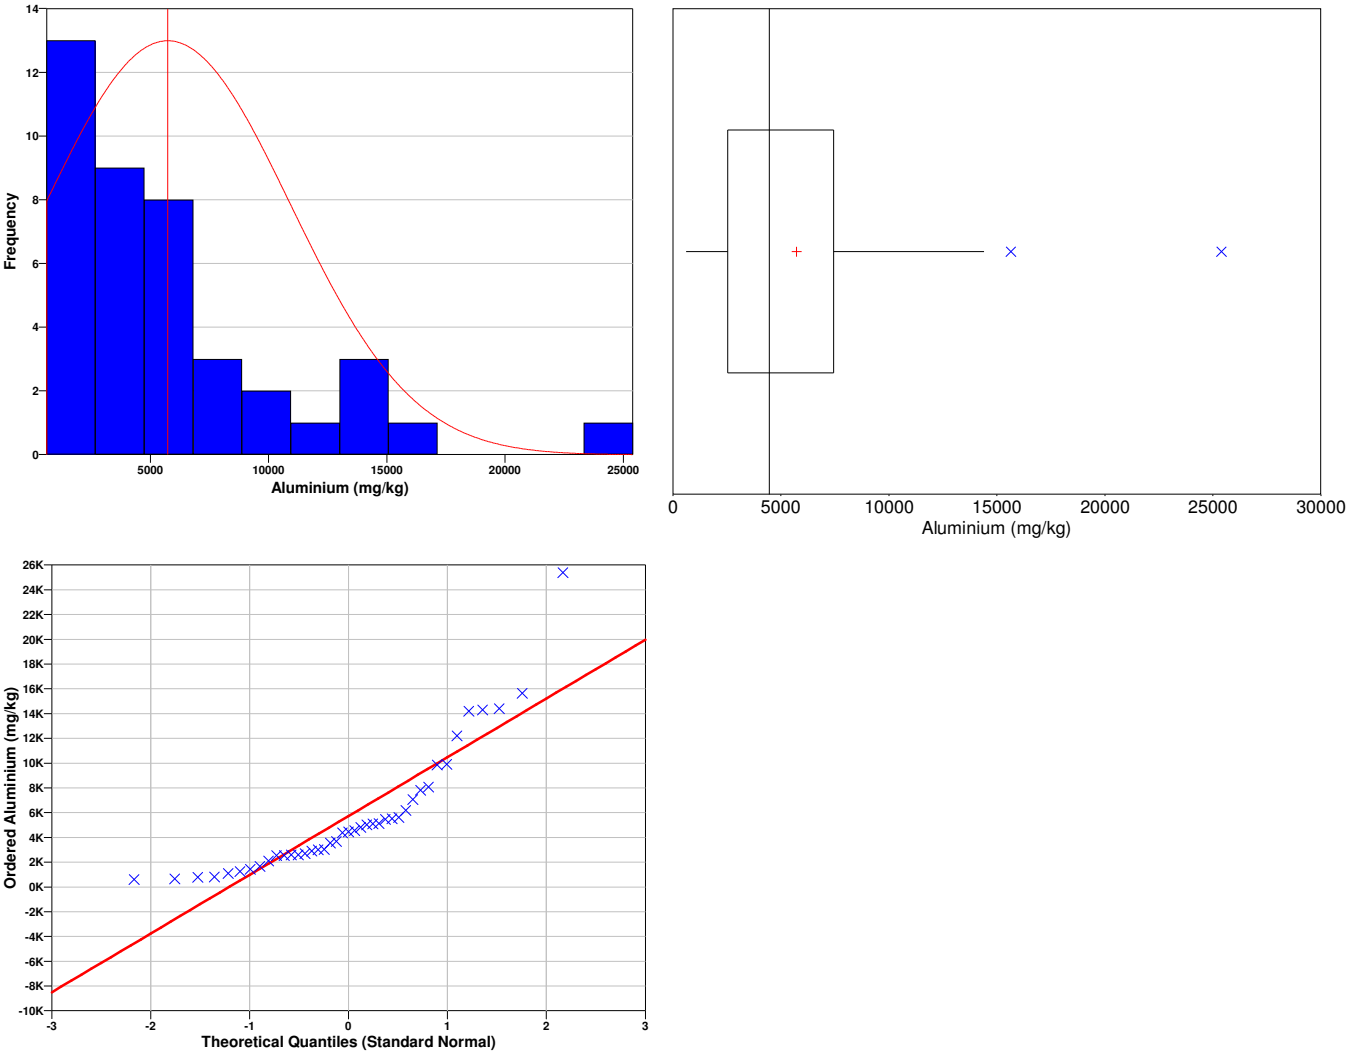 14
12
10
8
6
4
2
0
Frequency
5000 10000 15000 20000 25000
Aluminium (mg/kg)
0 5000 10000 15000 20000 25000 30000
Aluminium (mg/kg)
26K
24K
22K
20K
18K
16K
14K
12K
10K
8K
6K
4K
2K
0K
-2K
-4K
-6K
-8K
-10K
Ordered Aluminium (mg/kg)
-3 -2 -1 0 1 2 3
Theoretical Quantiles (Standard Normal)